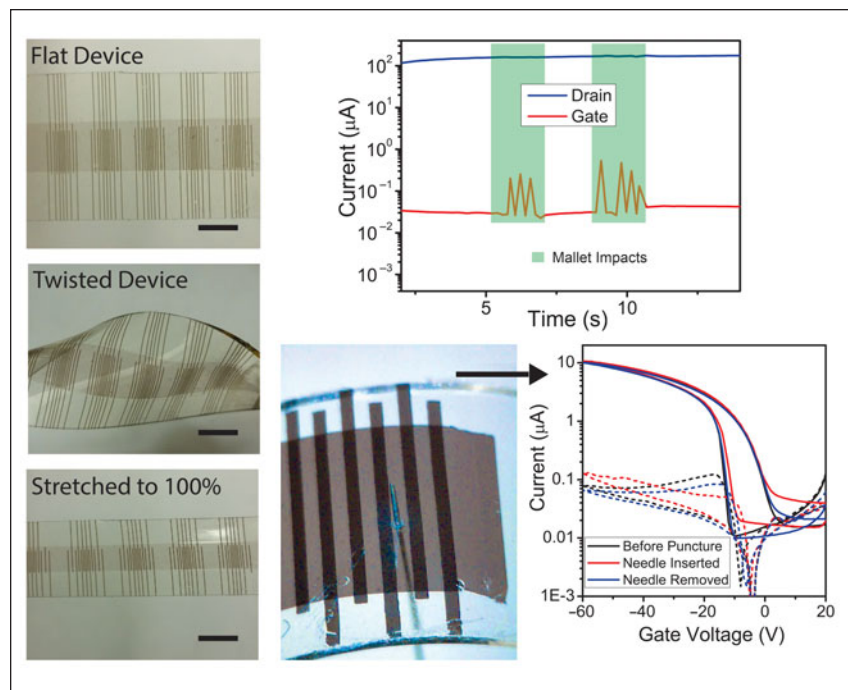 Flat Device
Twisted Device
Stretched to 100%
Current (μA)
10²
10¹
10⁰
10⁻¹
10⁻²
10⁻³
Drain
Gate
Mallet Impacts
5
10
Time (s)
Current (μA)
10
1
0.1
0.01
1E-3
Before Puncture
Needle Inserted
Needle Removed
−60
−40
−20
0
20
Gate Voltage (V)